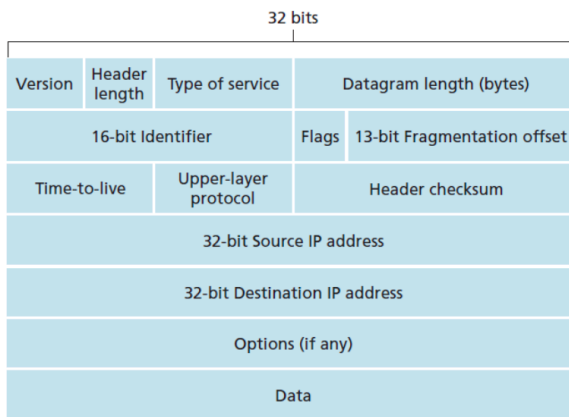 32 bits
Version
Header
length
Type of service
Datagram length (bytes)
16-bit Identifier
Flags
13-bit Fragmentation offset
Time-to-live
Upper-layer
protocol
Header checksum
32-bit Source IP address
32-bit Destination IP address
Options (if any)
Data